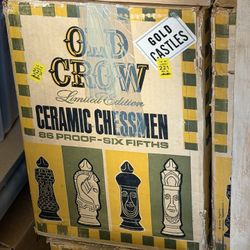 OLD
CROW
GOLD
CASTLES
Limited Edition
CERAMIC CHESSMEN
86 PROOF-SIX FIFTHS